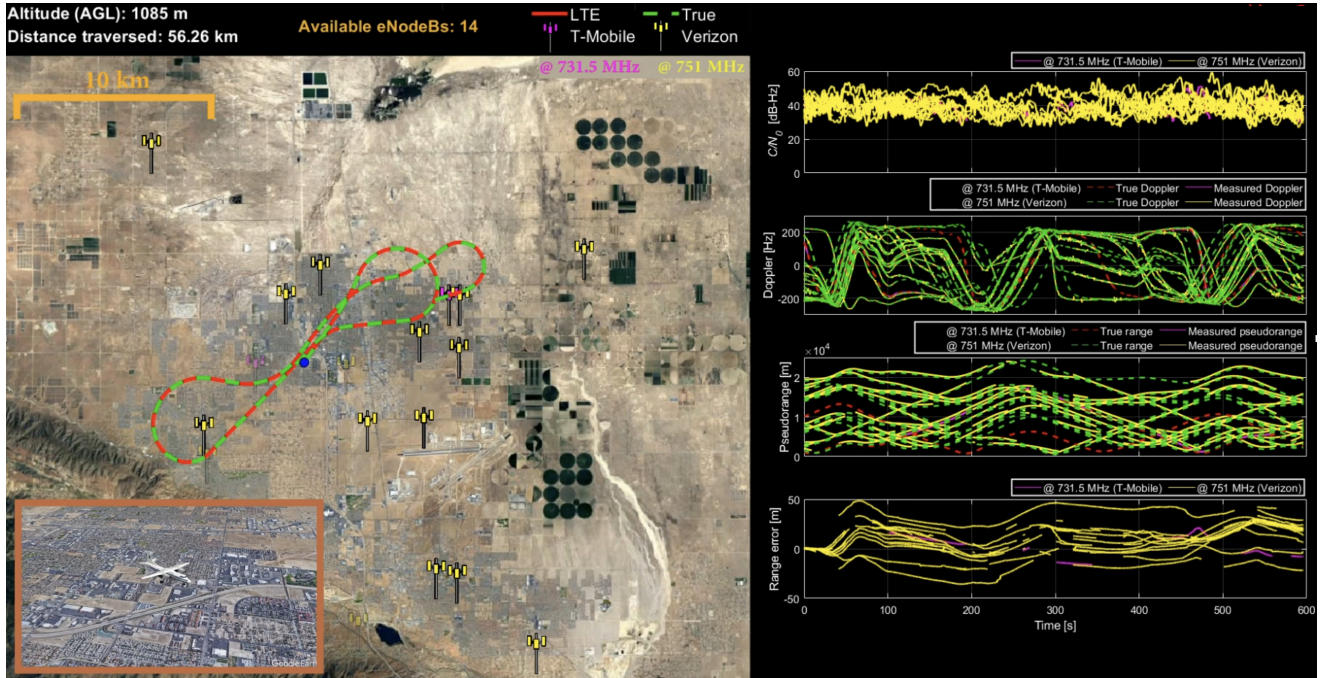 Altitude (AGL): 1085 m
Distance traversed: 56.26 km
Available eNodeBs: 14
LTE
True
T-Mobile
Verizon
@ 731.5 MHz
@ 751 MHz
10 km
Google Earth
@ 731.5 MHz (T-Mobile) @ 751 MHz (Verizon)
60
40
20
0
C/N0 [dB-Hz]
@ 731.5 MHz (T-Mobile) True Doppler Measured Doppler
@ 751 MHz (Verizon) True Doppler Measured Doppler
200
0
-200
Doppler [Hz]
@ 731.5 MHz (T-Mobile) True range Measured pseudorange
@ 751 MHz (Verizon) True range Measured pseudorange
×10⁴
2
1
0
Pseudorange [m]
@ 731.5 MHz (T-Mobile) @ 751 MHz (Verizon)
50
0
-50
Range error [m]
0 100 200 300 400 500 600
Time [s]